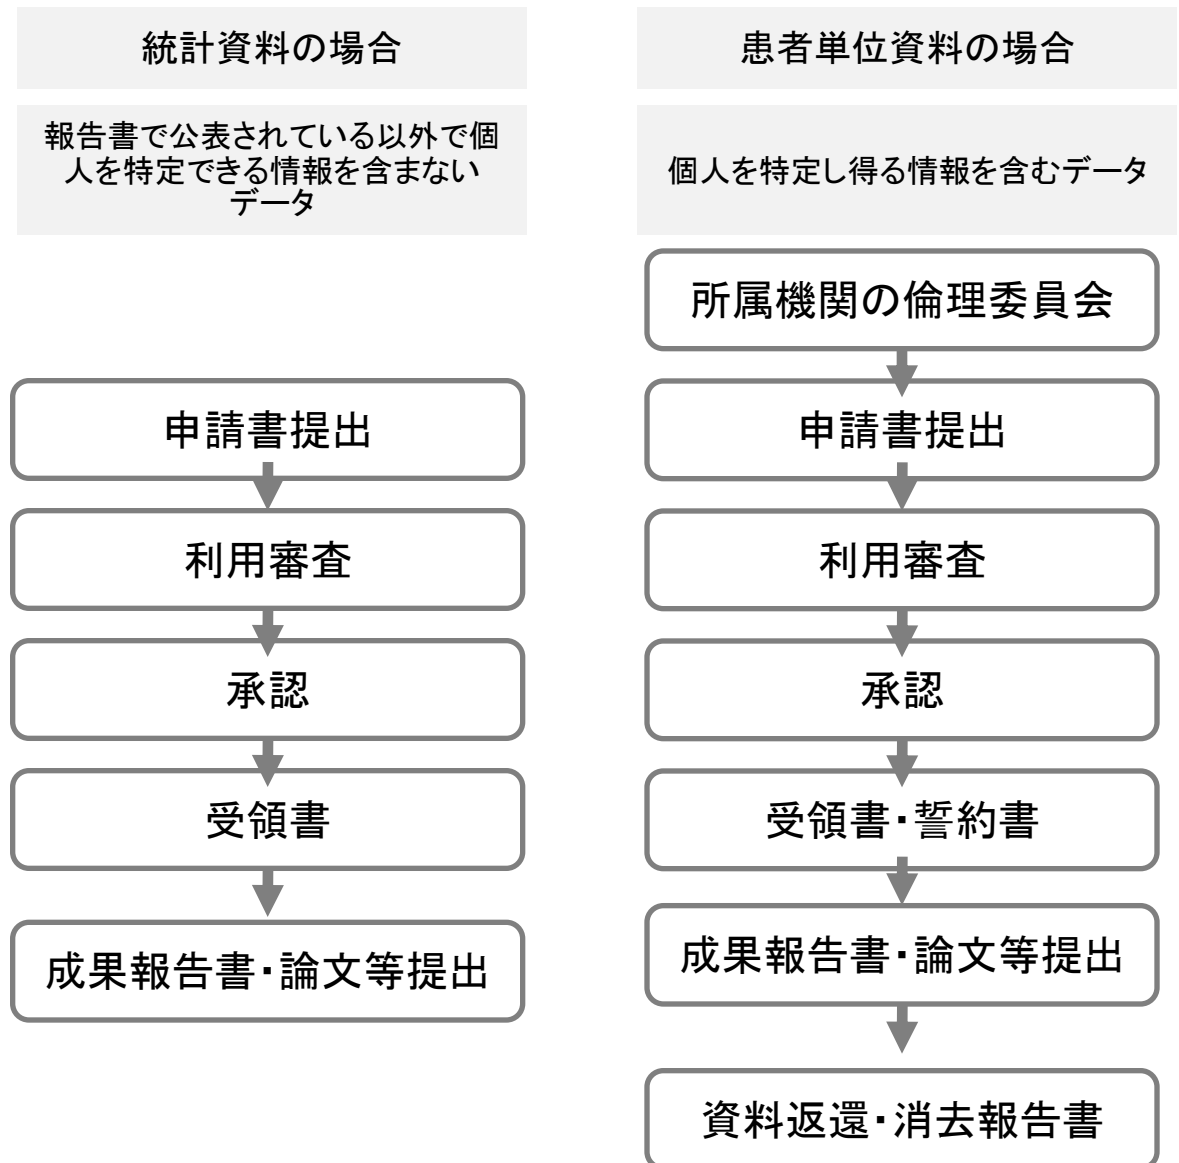 統計資料の場合
報告書で公表されている以外で個
人を特定できる情報を含まない
データ
申請書提出
利用審査
承認
受領書
成果報告書・論文等提出
患者単位資料の場合
個人を特定し得る情報を含むデータ
所属機関の倫理委員会
申請書提出
利用審査
承認
受領書・誓約書
成果報告書・論文等提出
資料返還・消去報告書